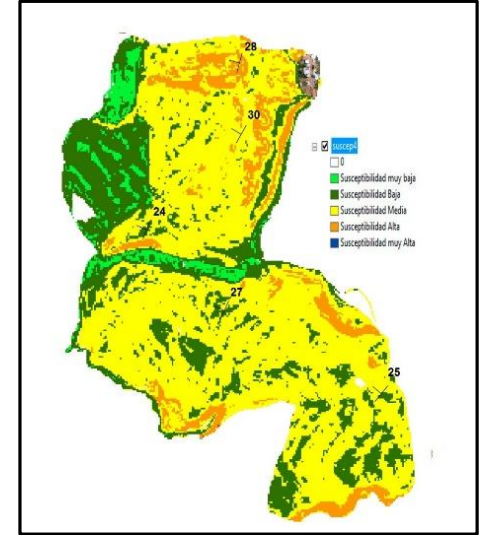 28
30
suscep4
0
Susceptibilidad muy baja
Susceptibilidad Baja
Susceptibilidad Media
Susceptibilidad Alta
Susceptibilidad muy Alta
24
27
25